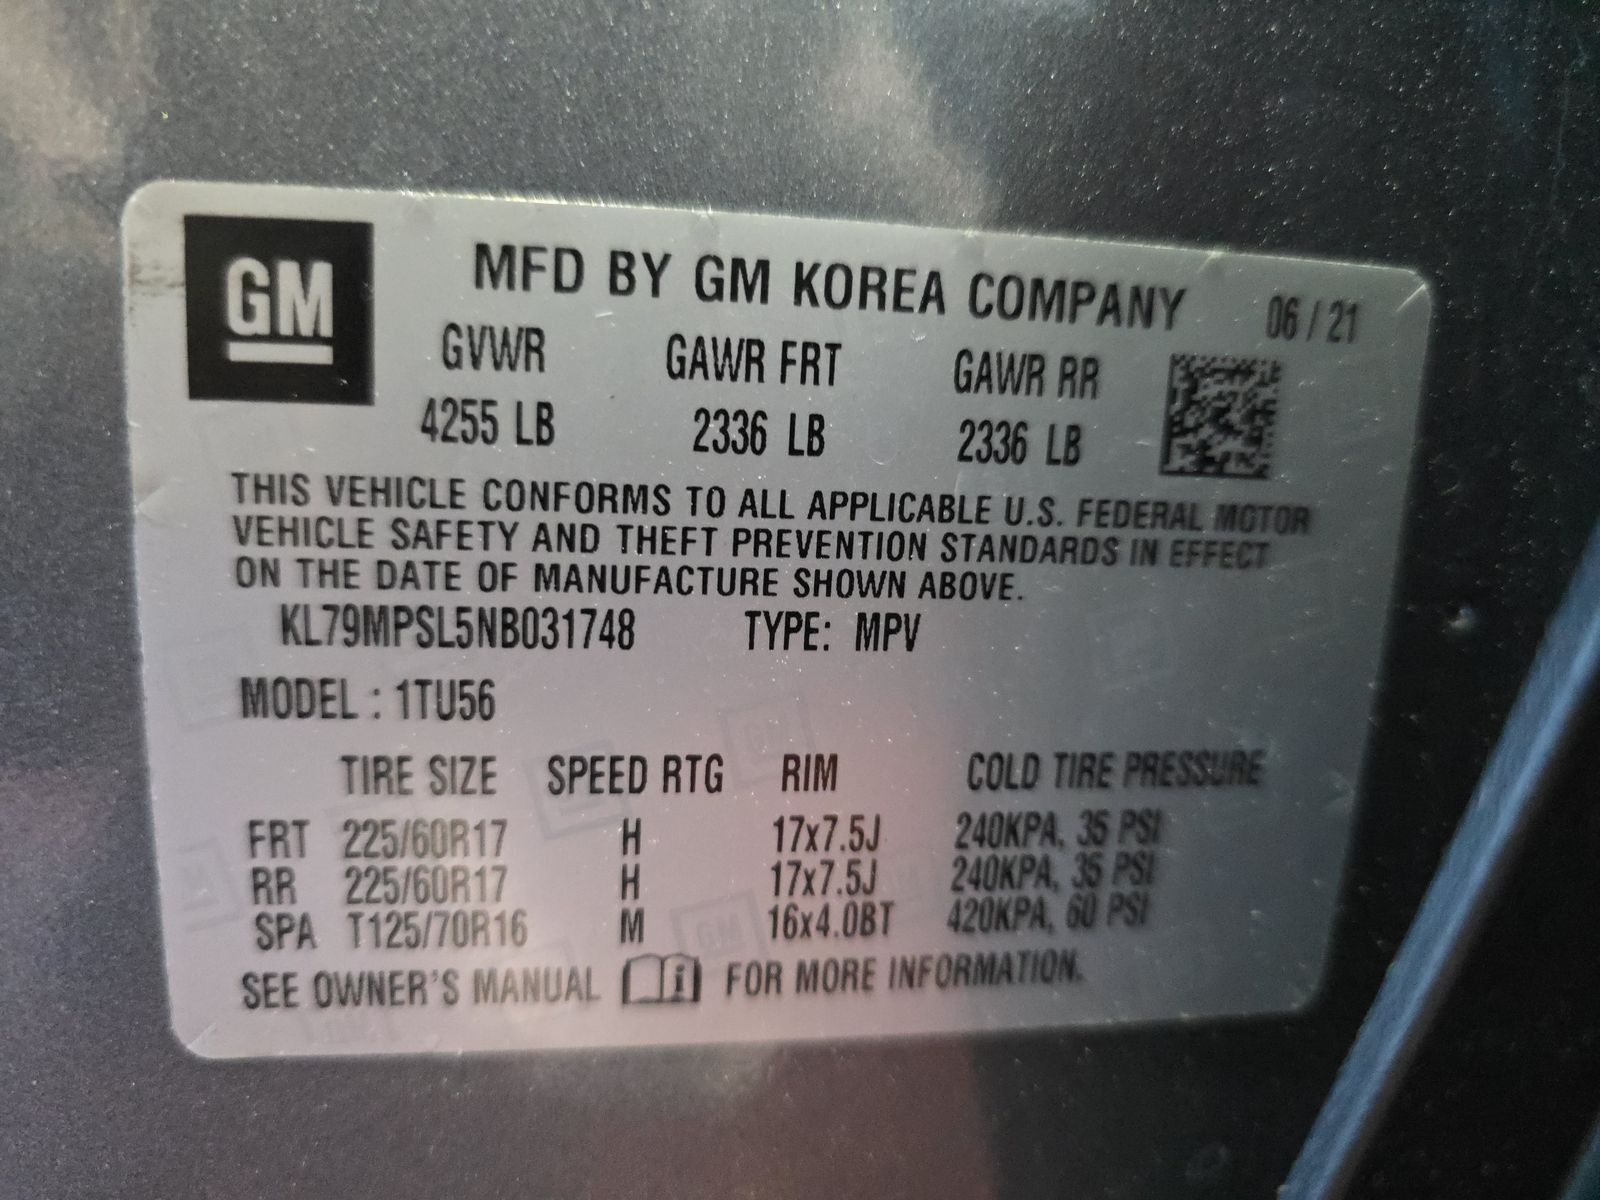 GM
MFD BY GM KOREA COMPANY 06 / 21
GVWR GAWR FRT GAWR RR
4255 LB 2336 LB 2336 LB
THIS VEHICLE CONFORMS TO ALL APPLICABLE U.S. FEDERAL MOTOR
VEHICLE SAFETY AND THEFT PREVENTION STANDARDS IN EFFECT
ON THE DATE OF MANUFACTURE SHOWN ABOVE.
KL79MPSL5NB031748 TYPE: MPV
MODEL : 1TU56
TIRE SIZE SPEED RTG RIM COLD TIRE PRESSURE
FRT 225/60R17 H 17x7.5J 240KPA, 35 PSI
RR 225/60R17 H 17x7.5J 240KPA, 35 PSI
SPA T125/70R16 M 16x4.0BT 420KPA, 60 PSI
SEE OWNER'S MANUAL i FOR MORE INFORMATION.